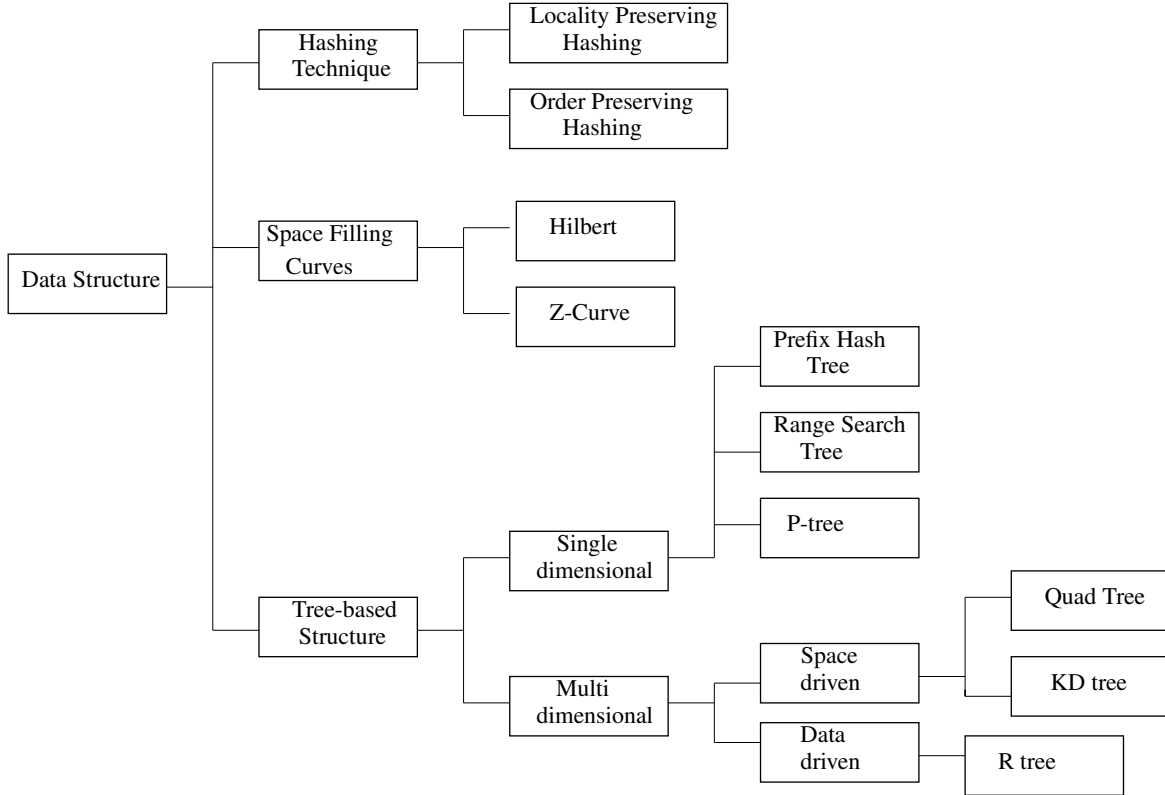 Data Structure
Hashing
Technique
Locality Preserving
Hashing
Order Preserving
Hashing
Space Filling
Curves
Hilbert
Z-Curve
Tree-based
Structure
Single
dimensional
Prefix Hash
Tree
Range Search
Tree
P-tree
Multi
dimensional
Space
driven
Quad Tree
KD tree
Data
driven
R tree